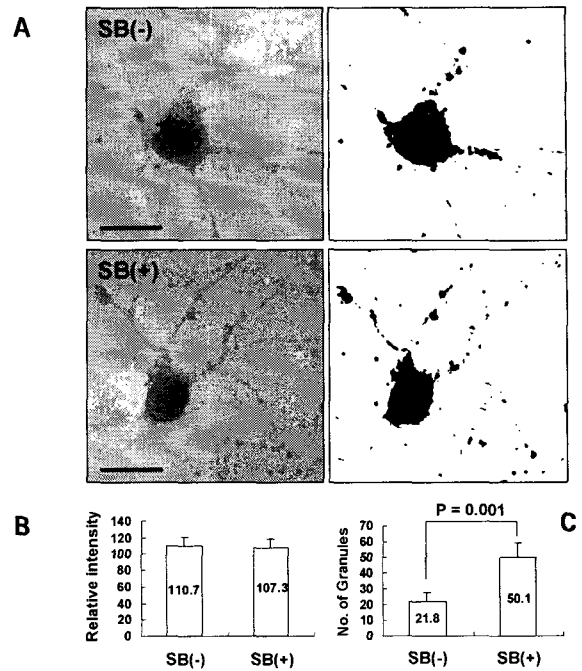 A
SB(-)
SB(+)
B
Relative intensity
140
120
100
80
60
40
20
0
110.7
107.3
SB(-) SB(+)
C
P = 0.001
No. of Granules
70
60
50
40
30
20
10
0
21.8
50.1
SB(-) SB(+)